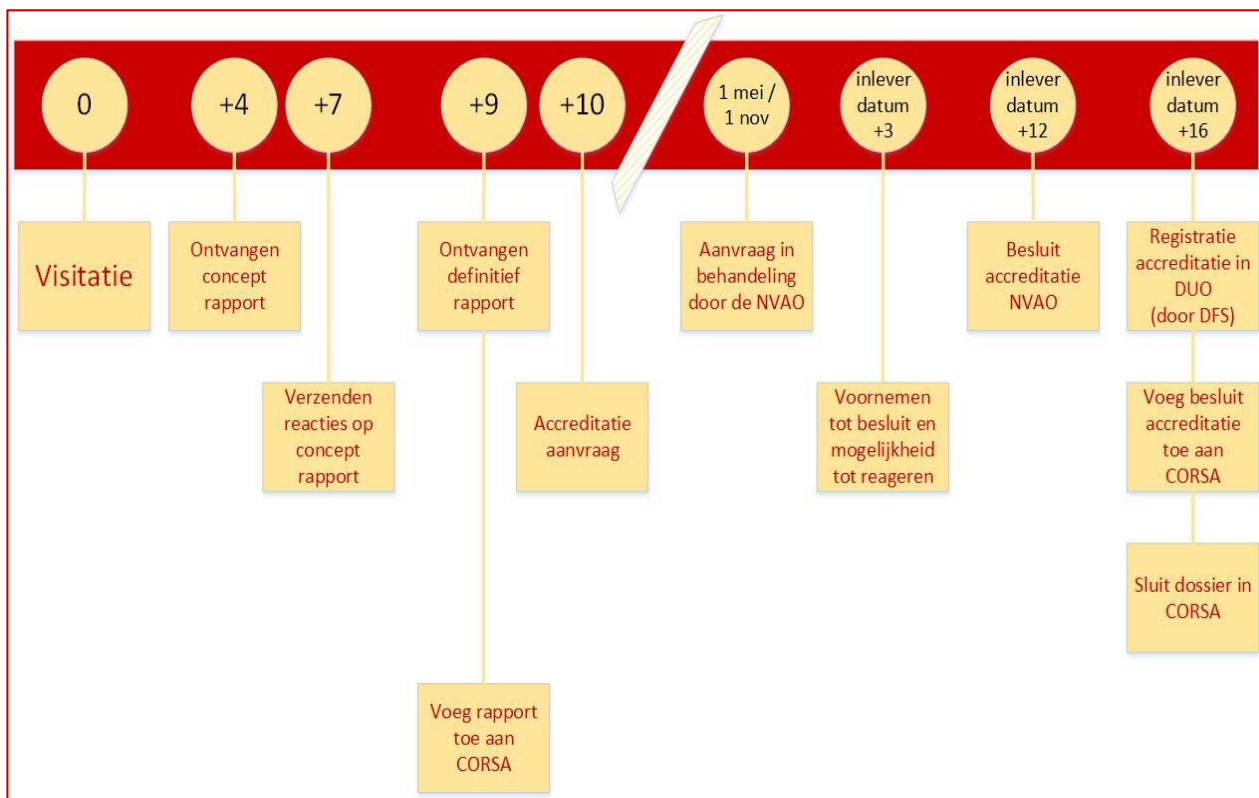 0
+4
+7
+9
+10
1 mei /
1 nov
inlever
datum
+3
inlever
datum
+12
inlever
datum
+16
Visitatie
Ontvangen
concept
rapport
Ontvangen
definitief
rapport
Aanvraag in
behandeling
door de NVAO
Besluit
accreditatie
NVAO
Registratie
accreditatie in
DUO
(door DFS)
Verzenden
reacties op
concept
rapport
Accreditatie
aanvraag
Voornemen
tot besluit en
mogelijkheid
tot reageren
Voeg besluit
accreditatie
toe aan
CORSA
Sluit dossier in
CORSA
Voeg rapport
toe aan
CORSA